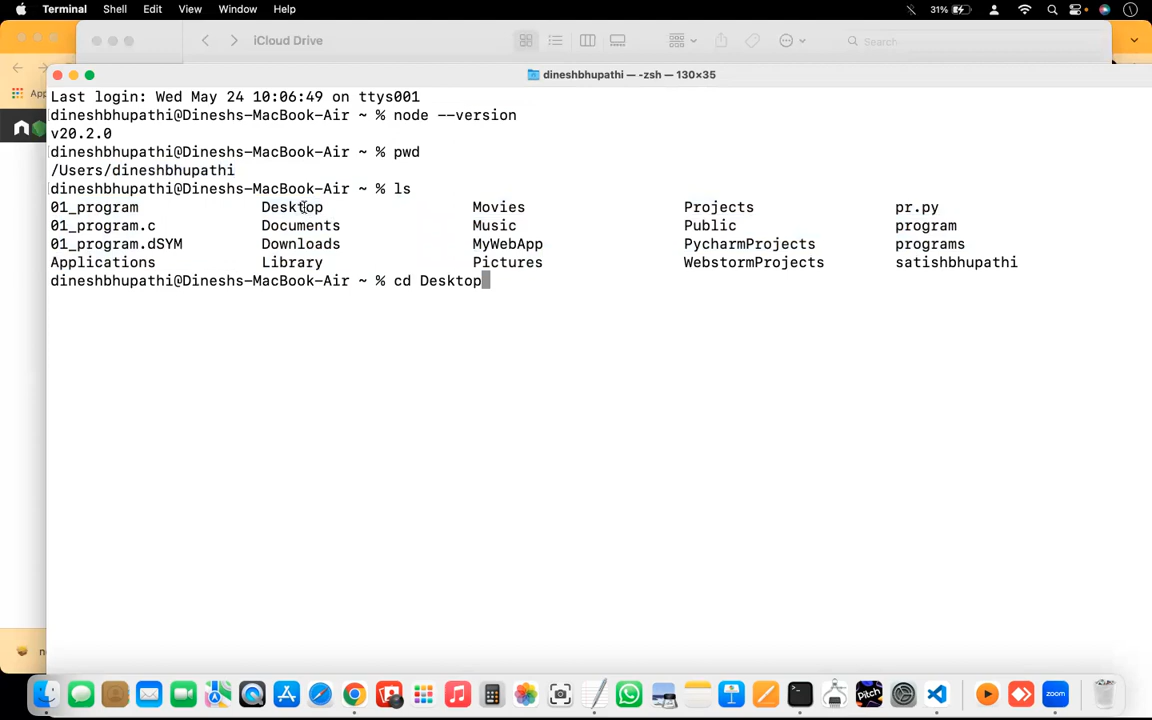 Terminal Shell Edit View Window Help 31%
iCloud Drive Search
dineshbhupathi — -zsh — 130×35
Last login: Wed May 24 10:06:49 on ttys001
dineshbhupathi@Dineshs-MacBook-Air ~ % node --version
v20.2.0
dineshbhupathi@Dineshs-MacBook-Air ~ % pwd
/Users/dineshbhupathi
dineshbhupathi@Dineshs-MacBook-Air ~ % ls
01_program Desktop Movies Projects pr.py
01_program.c Documents Music Public program
01_program.dSYM Downloads MyWebApp PycharmProjects programs
Applications Library Pictures WebstormProjects satishbhupathi
dineshbhupathi@Dineshs-MacBook-Air ~ % cd Desktop
Pitch
zoom